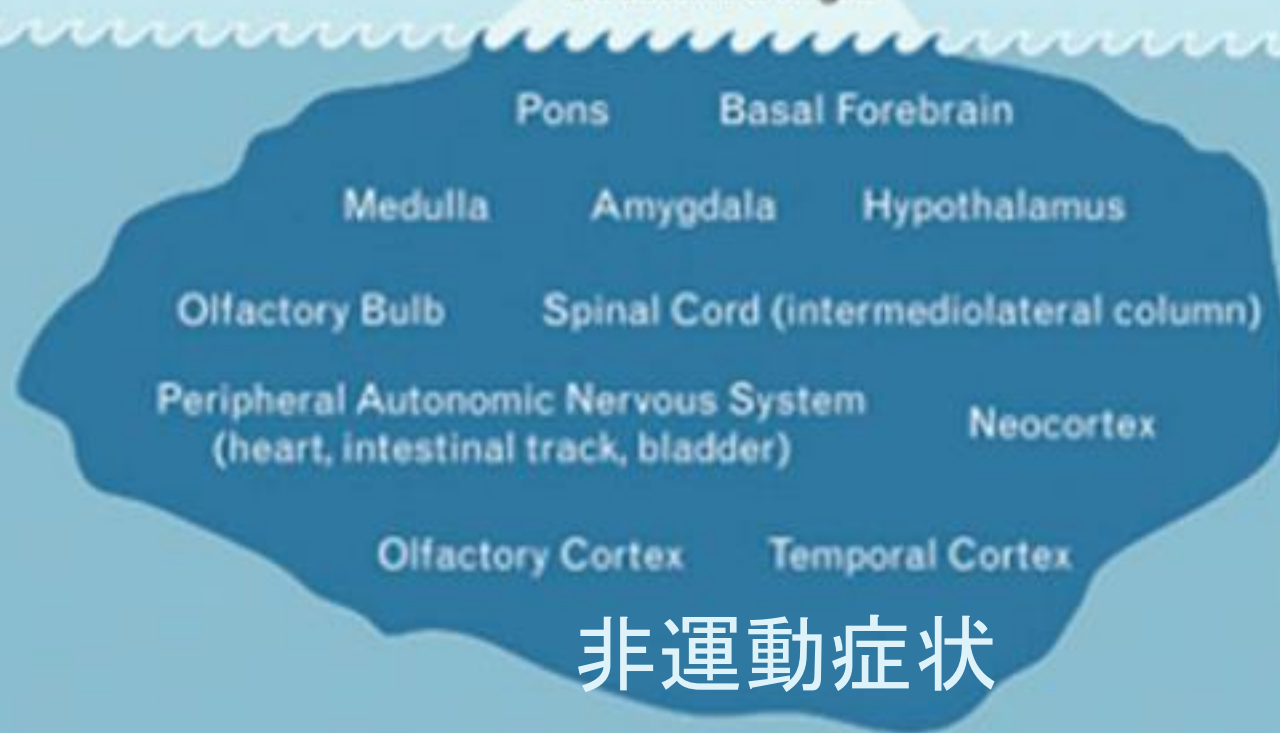 Pons Basal Forebrain
Medulla Amygdala Hypothalamus
Olfactory Bulb Spinal Cord (intermediolateral column)
Peripheral Autonomic Nervous System
(heart, intestinal track, bladder)
Neocortex
Olfactory Cortex Temporal Cortex
非運動症状